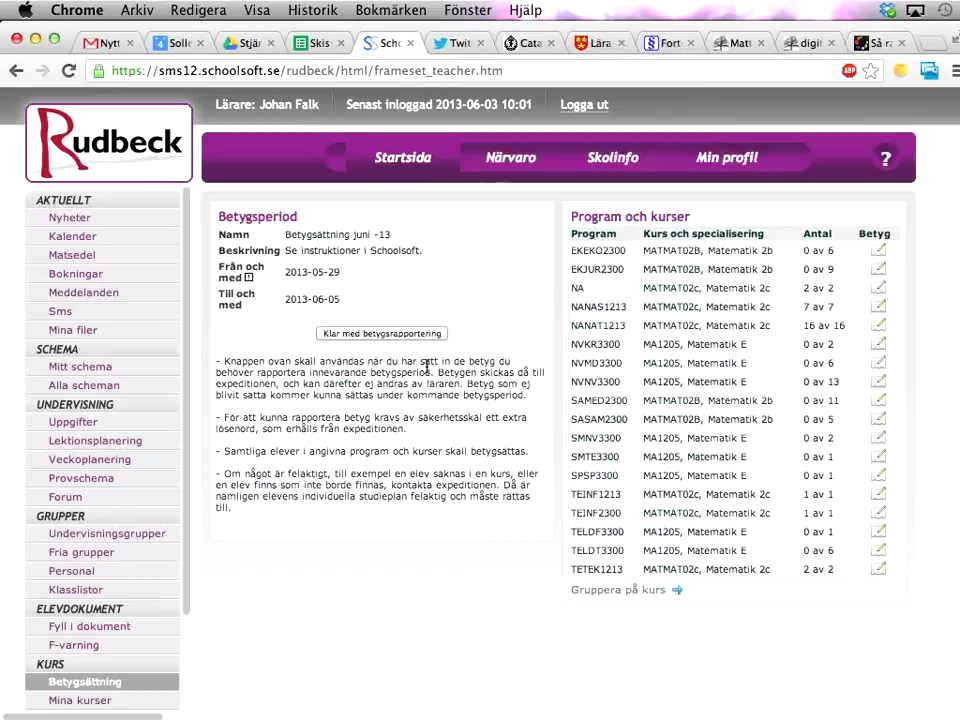 Chrome Arkiv Redigera Visa Historik Bokmärken Fönster Hjälp
Nytt Solle Stjär Skis Scho Twit Cata Lära Fort Matt digit Så
https://sms12.schoolsoft.se/rudbeck/html/frameset_teacher.htm
ABP
Lärare: Johan Falk Senast inloggad 2013-06-03 10:01 Logga ut
Rudbeck
Startsida Närvaro Skolinfo Min profil ?
AKTUELLT
Nyheter
Kalender
Matsedel
Bokningar
Meddelanden
Sms
Mina filer
SCHEMA
Mitt schema
Alla scheman
UNDERVISNING
Uppgifter
Lektionsplanering
Veckoplanering
Provschema
Forum
GRUPPER
Undervisningsgrupper
Fria grupper
Personal
Klasslistor
ELEVDOKUMENT
Fyll i dokument
F-varning
KURS
Betygsättning
Mina kurser
Betygsperiod
Namn Betygsättning juni -13
Beskrivning Se instruktioner i Schoolsoft.
Från och
med 2013-05-29
Till och
med 2013-06-05
Klar med betygsrapportering
- Knappen ovan skall användas när du har satt in de betyg du
behöver rapportera innevarande betygsperiod. Betygen skickas då till
expeditionen, och kan därefter ej ändras av läraren. Betyg som ej
blivit satta kommer kunna sättas under kommande betygsperiod.
- För att kunna rapportera betyg krävs av säkerhetsskäl ett extra
lösenord, som erhålls från expeditionen.
- Samtliga elever i angivna program och kurser skall betygsättas.
- Om något är felaktigt, till exempel en elev saknas i en kurs, eller
en elev finns som inte borde finnas, kontakta expeditionen. Då är
nämligen elevens individuella studieplan felaktig och måste rättas
till.
Program och kurser
Program Kurs och specialisering Antal Betyg
EKEKO2300 MATMAT02B, Matematik 2b 0 av 6
EKJUR2300 MATMAT02B, Matematik 2b 0 av 9
NA MATMAT02c, Matematik 2c 2 av 2
NANAS1213 MATMAT02c, Matematik 2c 7 av 7
NANAT1213 MATMAT02c, Matematik 2c 16 av 16
NVKR3300 MA1205, Matematik E 0 av 2
NVMD3300 MA1205, Matematik E 0 av 6
NVNV3300 MA1205, Matematik E 0 av 13
SAMED2300 MATMAT02B, Matematik 2b 0 av 11
SASAM2300 MATMAT02B, Matematik 2b 0 av 5
SMNV3300 MA1205, Matematik E 0 av 2
SMTE3300 MA1205, Matematik E 0 av 1
SPSP3300 MA1205, Matematik E 0 av 1
TEINF1213 MATMAT02c, Matematik 2c 1 av 1
TEINF2300 MATMAT02c, Matematik 2c 1 av 1
TELDF3300 MA1205, Matematik E 0 av 1
TELDT3300 MA1205, Matematik E 0 av 6
TETEK1213 MATMAT02c, Matematik 2c 2 av 2
Gruppera på kurs